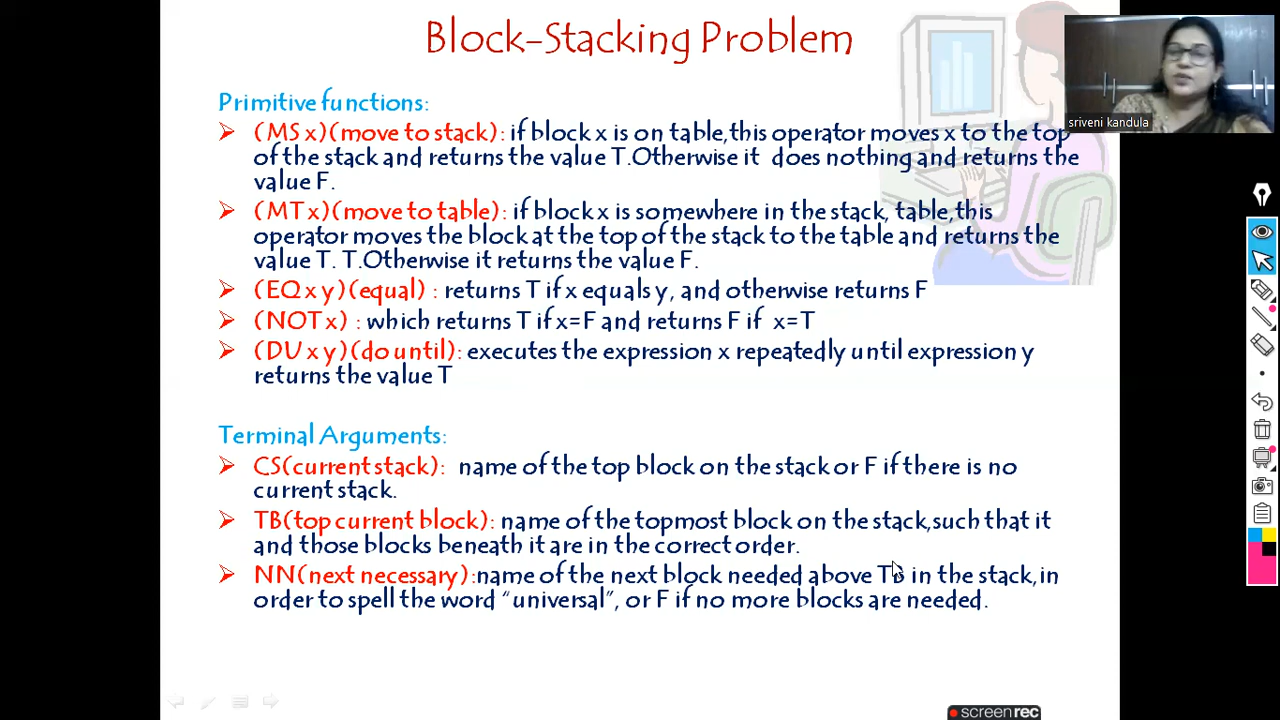 Block-Stacking Problem
sriveni kandula
Primitive functions:
(MS x)(move to stack): if block x is on table,this operator moves x to the top
of the stack and returns the value T.Otherwise it does nothing and returns the
value F.
(MT x)(move to table): if block x is somewhere in the stack, table,this
operator moves the block at the top of the stack to the table and returns the
value T. T.Otherwise it returns the value F.
(EQ x y)(equal) : returns T if x equals y, and otherwise returns F
(NOT x) : which returns T if x=F and returns F if x=T
(DU x y)(do until): executes the expression x repeatedly until expression y
returns the value T
Terminal Arguments:
CS(current stack): name of the top block on the stack or F if there is no
current stack.
TB(top current block): name of the topmost block on the stack,such that it
and those blocks beneath it are in the correct order.
NN(next necessary):name of the next block needed above TB in the stack,in
order to spell the word “universal”, or F if no more blocks are needed.
screenrec